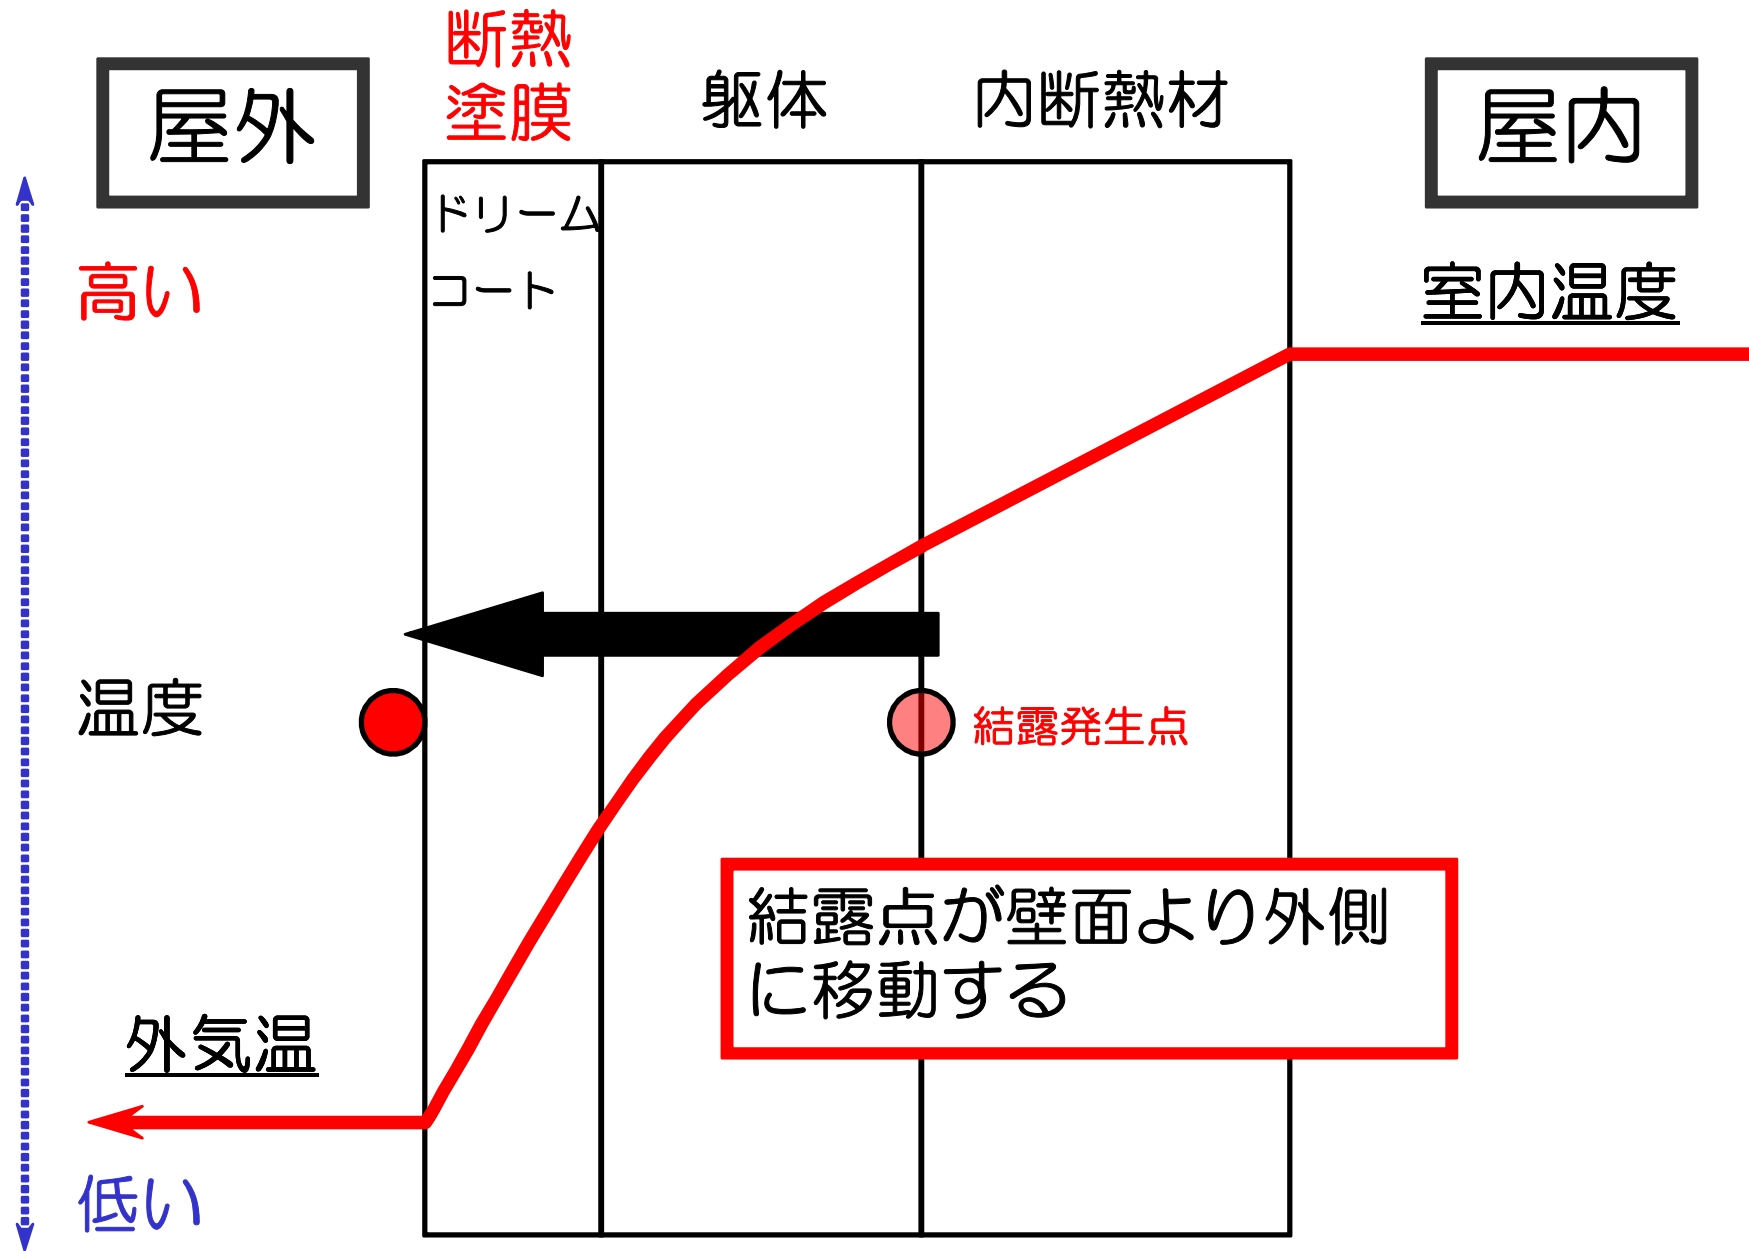 屋外
断熱
塗膜
躯体
内断熱材
屋内
ドリーム
コート
高い
室内温度
温度
結露発生点
結露点が壁面より外側
に移動する
外気温
低い